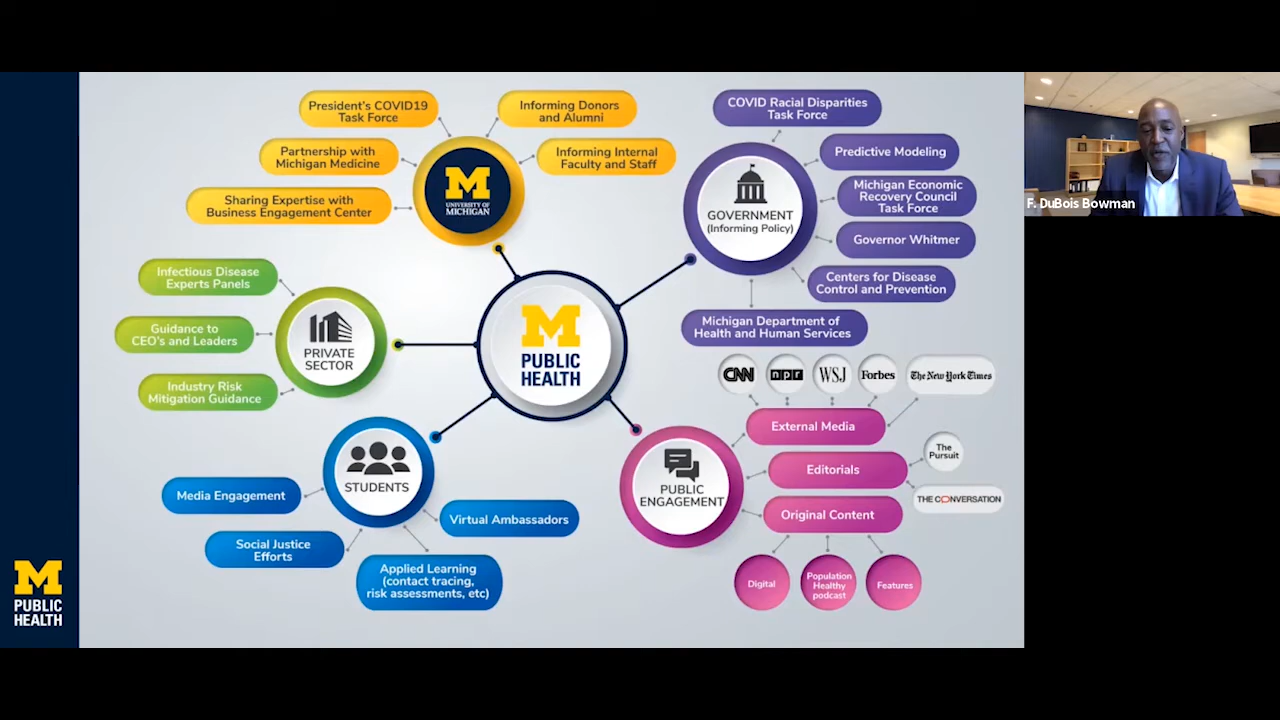 President's COVID19
Task Force
Informing Donors
and Alumni
Partnership with
Michigan Medicine
Informing Internal
Faculty and Staff
Sharing Expertise with
Business Engagement Center
M
UNIVERSITY OF
MICHIGAN
COVID Racial Disparities
Task Force
Predictive Modeling
Michigan Economic
Recovery Council
Task Force
Governor Whitmer
Centers for Disease
Control and Prevention
Michigan Department of
Health and Human Services
GOVERNMENT
(Informing Policy)
F. DuBois Bowman
Infectious Disease
Experts Panels
Guidance to
CEO's and Leaders
Industry Risk
Mitigation Guidance
PRIVATE
SECTOR
M
PUBLIC
HEALTH
CNN
npr
WSJ
Forbes
The New York Times
External Media
Editorials
Original Content
The
Pursuit
THE CONVERSATION
PUBLIC
ENGAGEMENT
Digital
Population
Healthy
podcast
Features
STUDENTS
Media Engagement
Virtual Ambassadors
Social Justice
Efforts
Applied Learning
(contact tracing,
risk assessments, etc)
M
PUBLIC
HEALTH